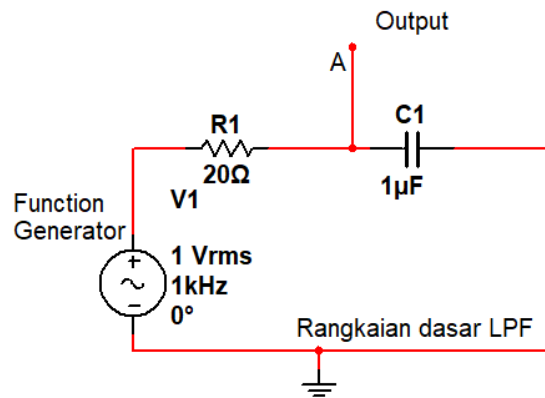 Output
A
R1
20Ω
C1
1µF
V1
Function
Generator
1 Vrms
1kHz
0°
Rangkaian dasar LPF